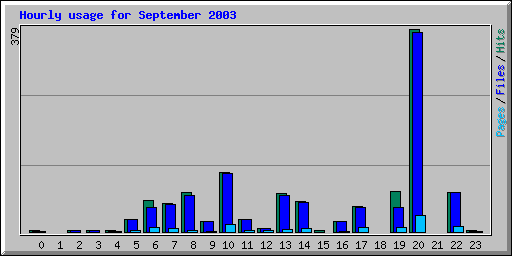 Hourly usage for September 2003
379
Pages/Files/Hits
0 1 2 3 4 5 6 7 8 9 10 11 12 13 14 15 16 17 18 19 20 21 22 23